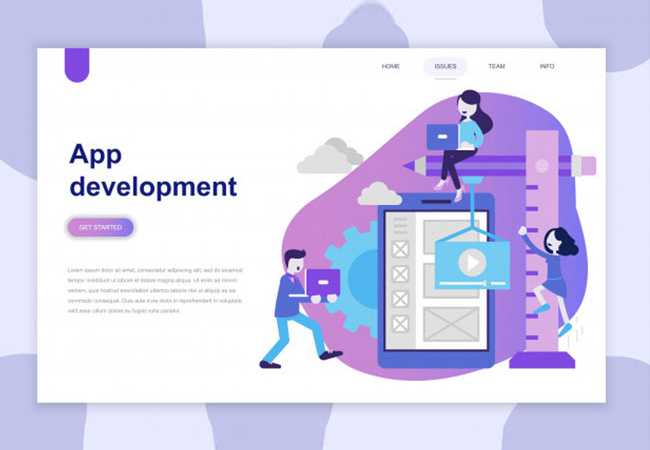 HOME ISSUES TEAM INFO
App
development
GET STARTED
Lorem ipsum dolor sit amet, consectetur adipiscing elit, sed do
eiusmod tempor incididunt ut labore et dolore magna aliqua. Ut enim ad minim
veniam, quis nostrud exercitation ullamco laboris nisi ut aliquip ex ea
commodo consequat. Duis aute irure dolor in reprehenderit in voluptate
velit esse cillum dolore eu fugiat nulla pariatur